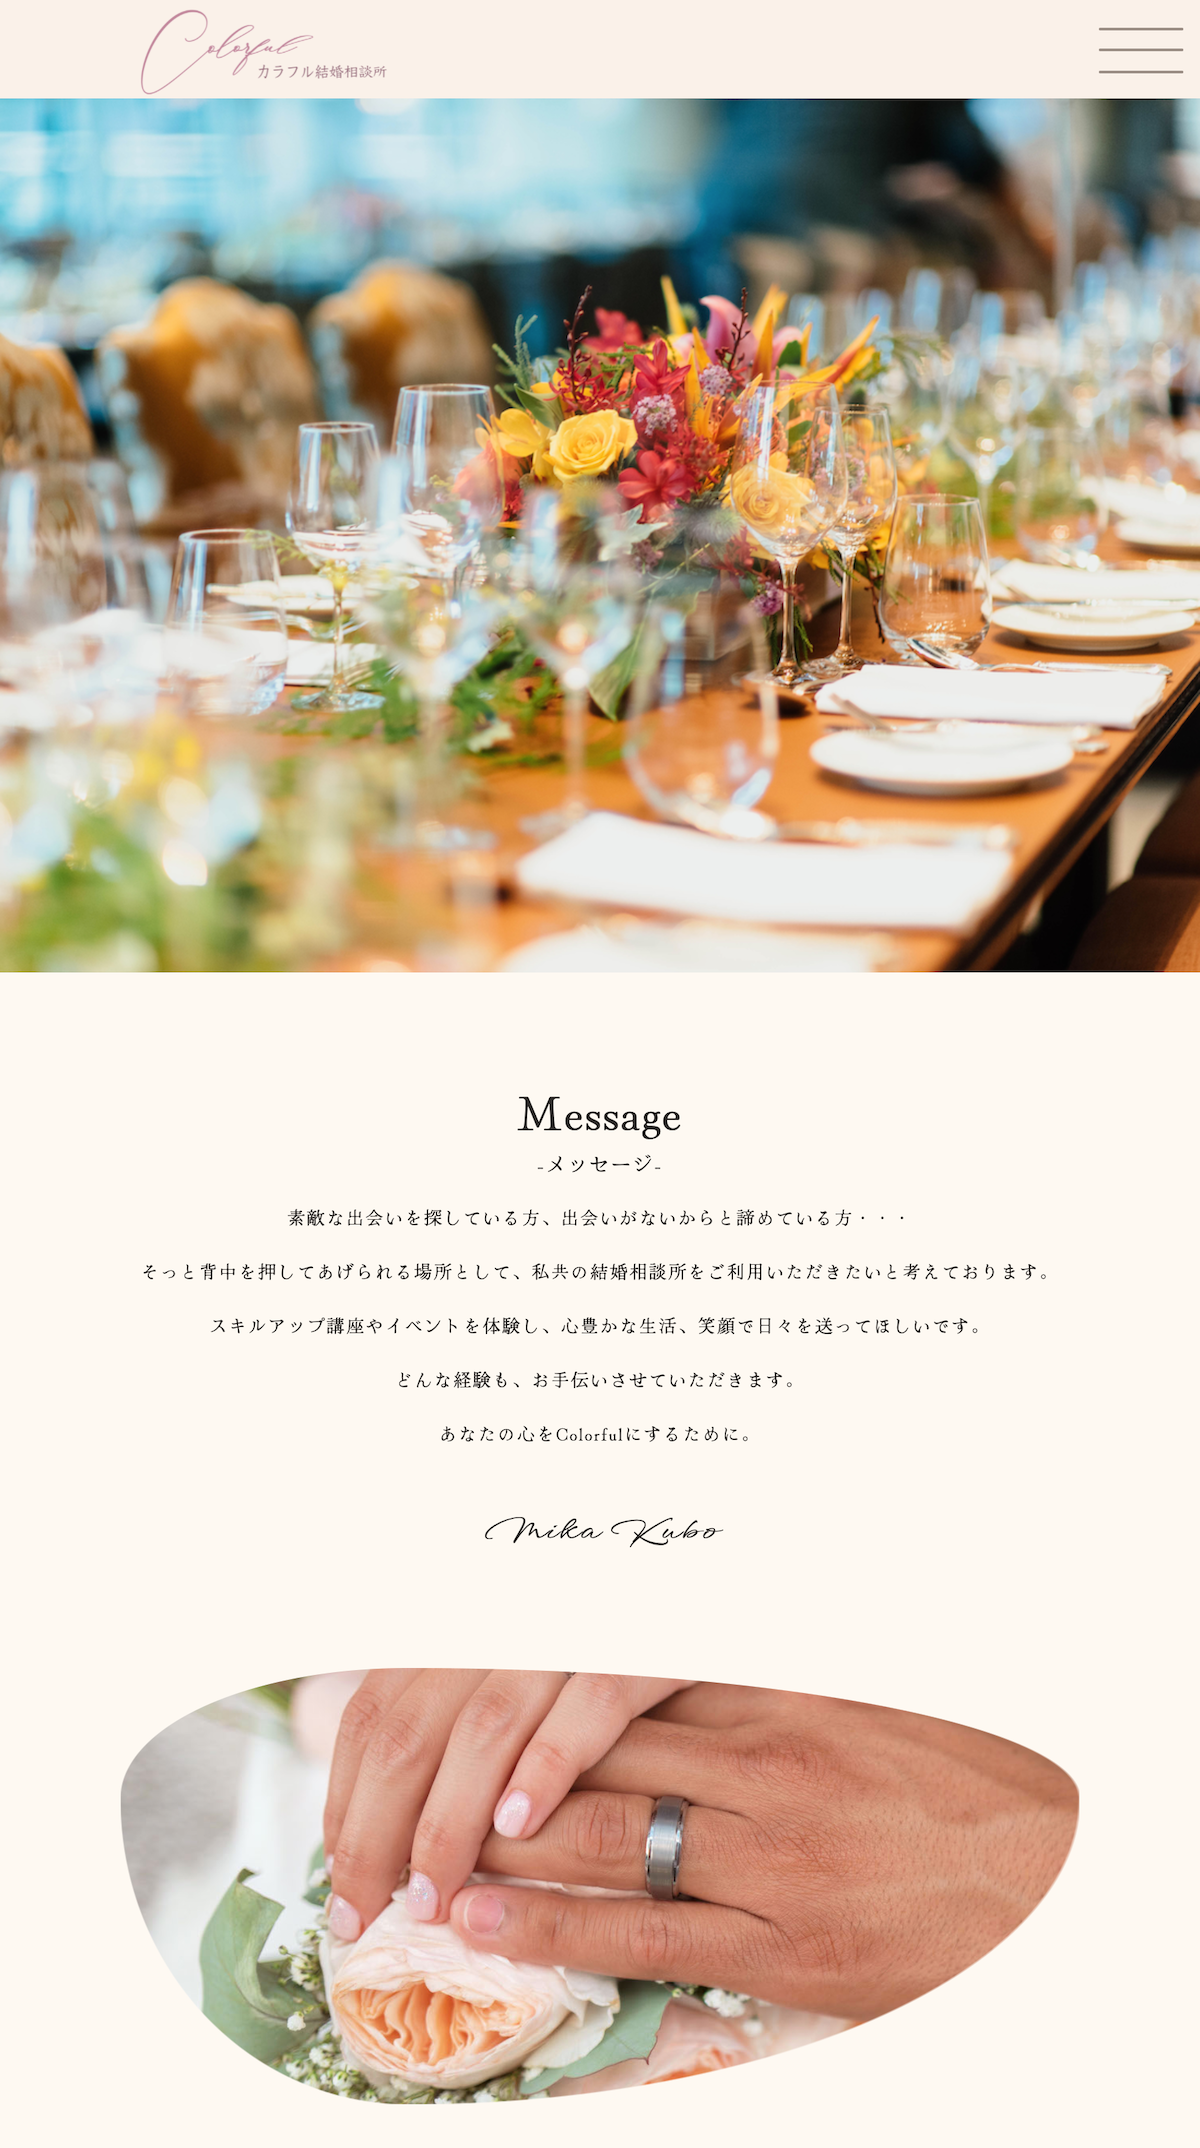 Colorful
カラフル結婚相談所
Message
-メッセージ-
素敵な出会いを探している方、出会いがないからと諦めている方・・・
そっと背中を押してあげられる場所として、私共の結婚相談所をご利用いただきたいと考えております。
スキルアップ講座やイベントを体験し、心豊かな生活、笑顔で日々を送ってほしいです。
どんな経験も、お手伝いさせていただきます。
あなたの心をColorfulにするために。
Mika Kubo